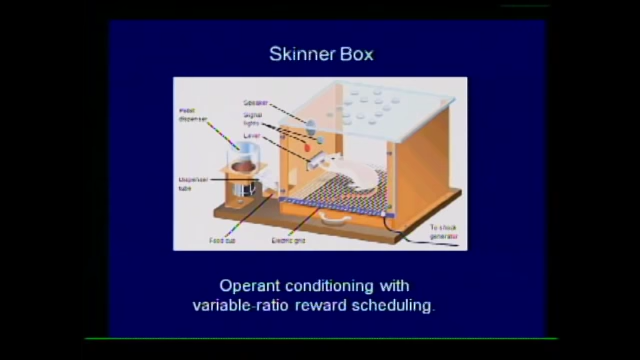 Skinner Box
Speaker
Signal
lights
Lever
Pellet
dispenser
Dispenser
tube
Food cup
Electric grid
To shock
generator
Operant conditioning with
variable-ratio reward scheduling.